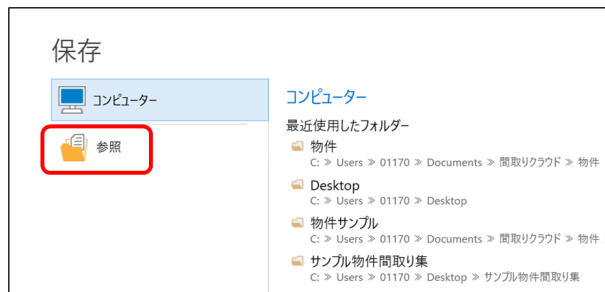 保存
コンピューター
参照
コンピューター
最近使用したフォルダー
物件
C: » Users » 01170 » Documents » 間取りクラウド » 物件
Desktop
C: » Users » 01170 » Desktop
物件サンプル
C: » Users » 01170 » Documents » 間取りクラウド » 物件
サンプル物件間取り集
C: » Users » 01170 » Desktop » サンプル物件間取り集